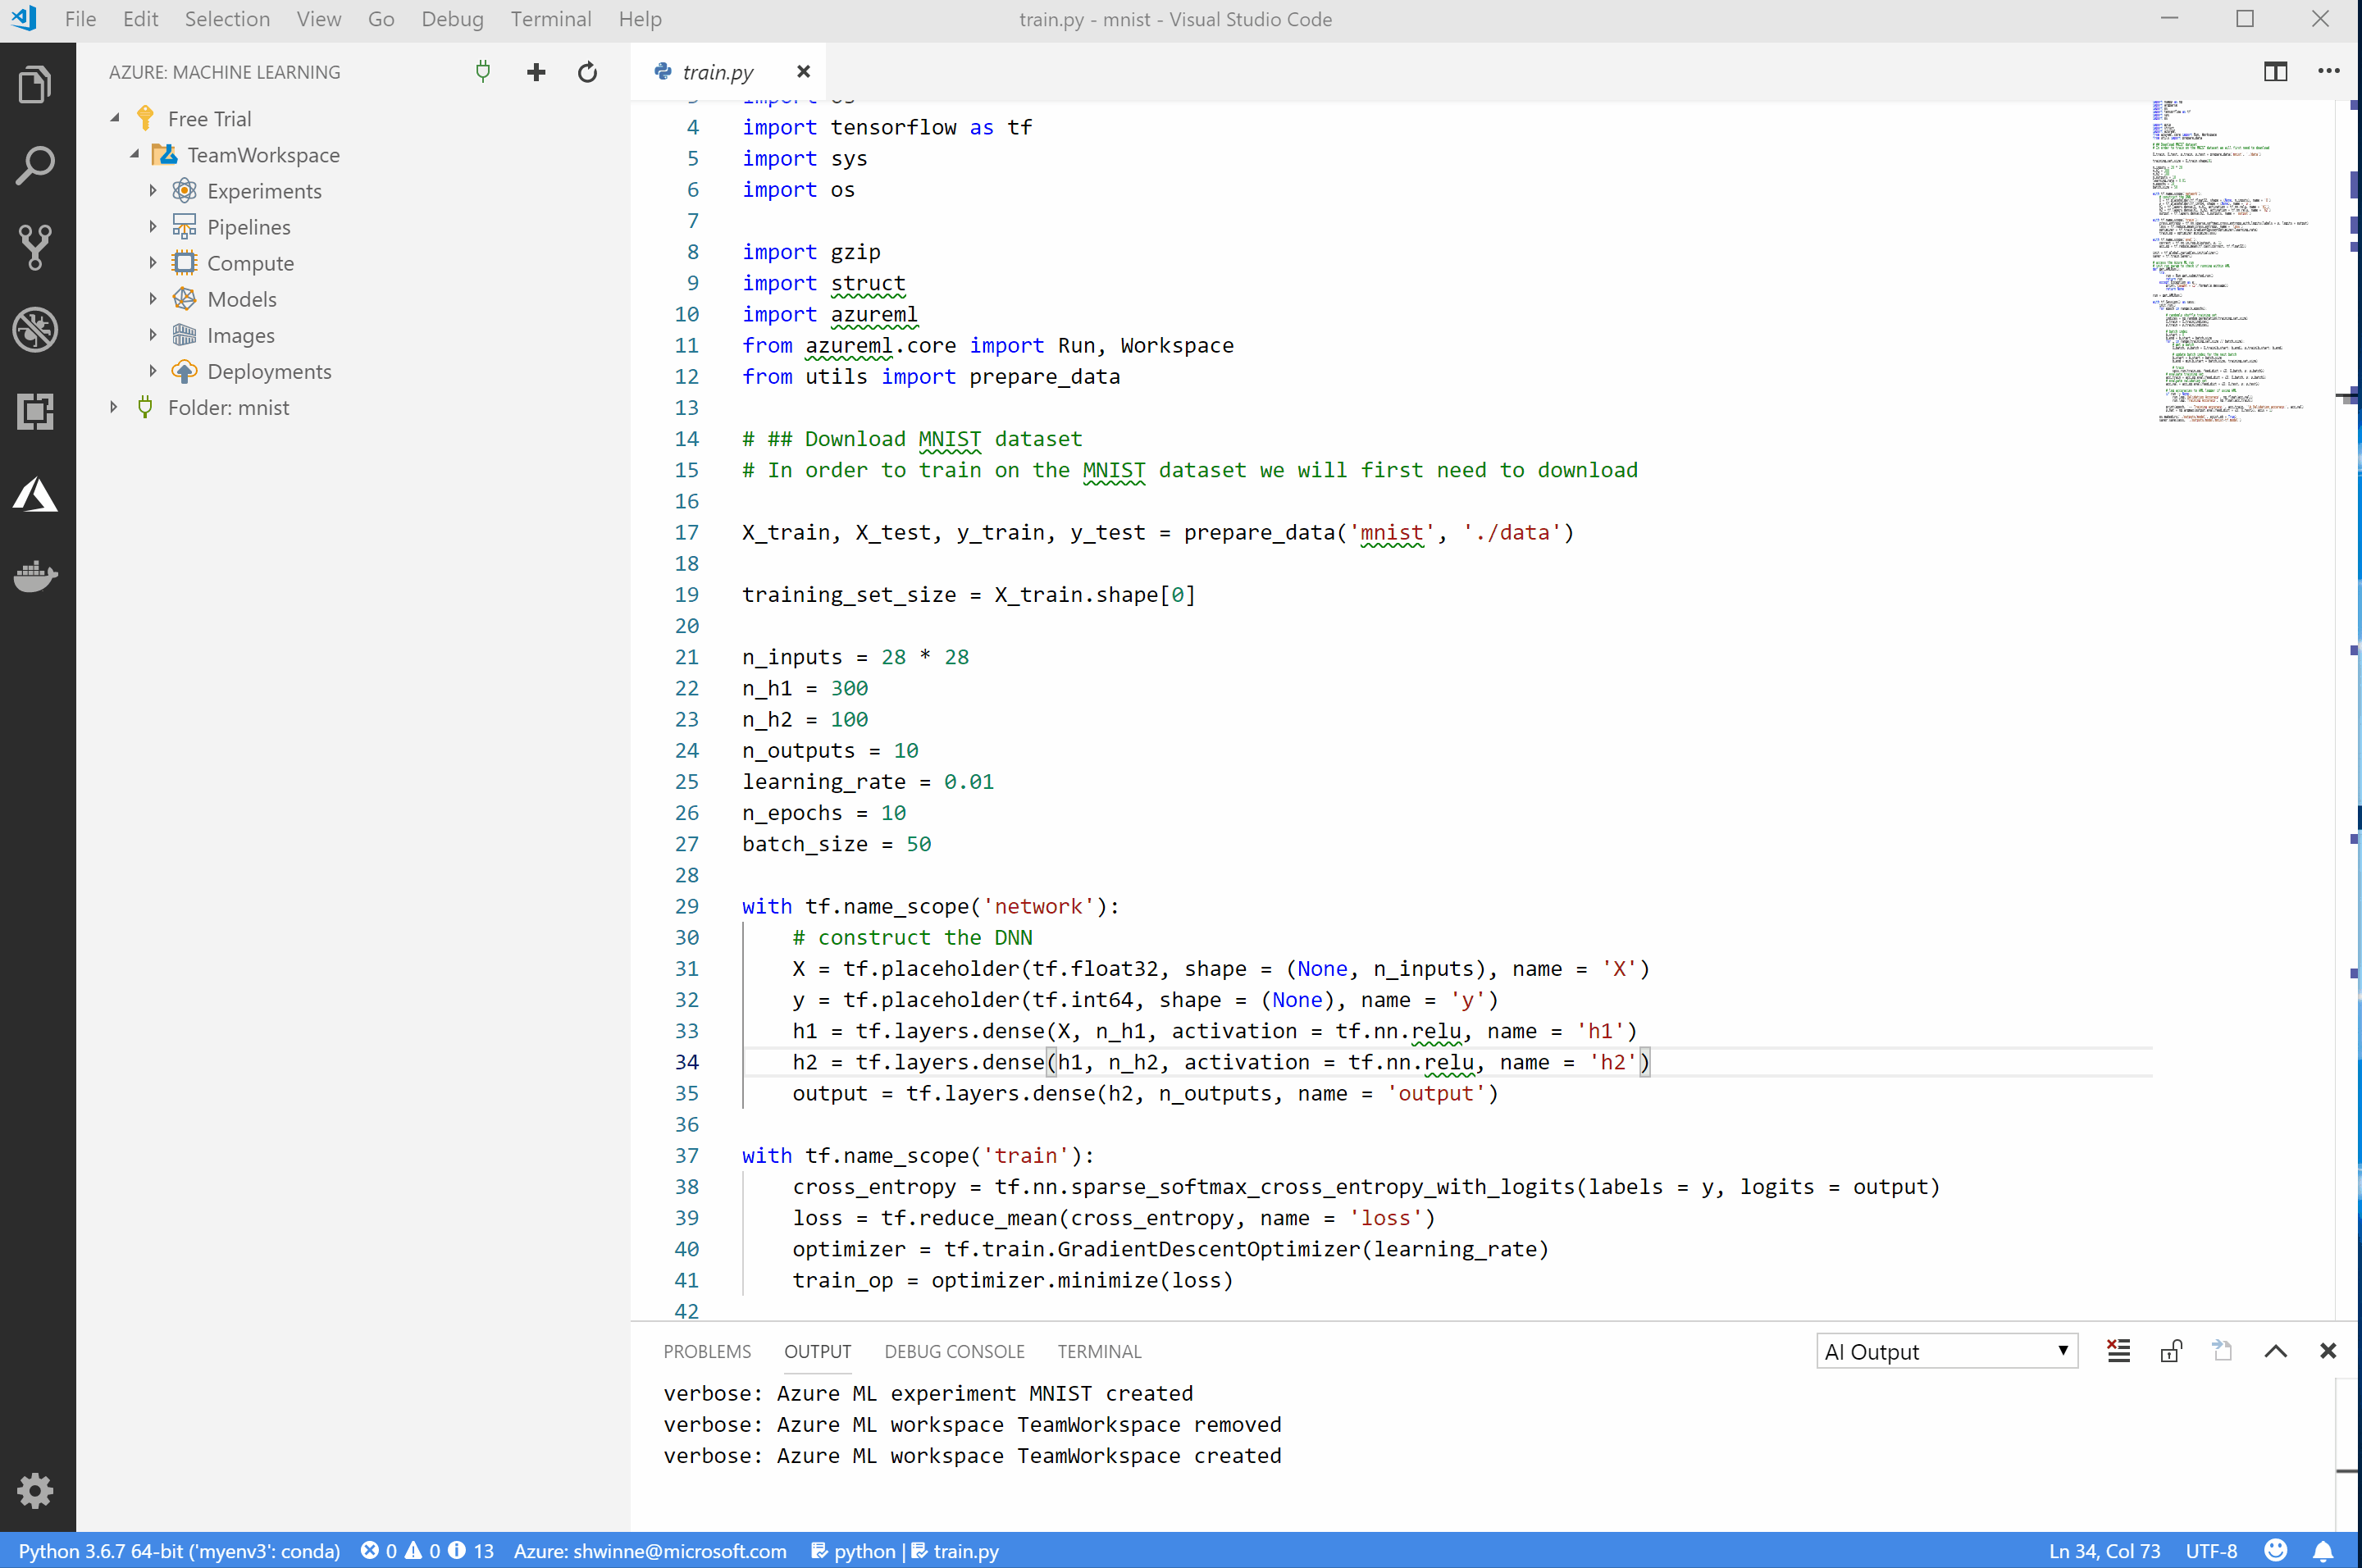 File Edit Selection View Go Debug Terminal Help
train.py - mnist - Visual Studio Code
AZURE: MACHINE LEARNING
Free Trial
TeamWorkspace
Experiments
Pipelines
Compute
Models
Images
Deployments
Folder: mnist
train.py
import os
4 import tensorflow as tf
5 import sys
6 import os
7
8 import gzip
9 import struct
10 import azureml
11 from azureml.core import Run, Workspace
12 from utils import prepare_data
13
14 # ## Download MNIST dataset
15 # In order to train on the MNIST dataset we will first need to download
16
17 X_train, X_test, y_train, y_test = prepare_data('mnist', './data')
18
19 training_set_size = X_train.shape[0]
20
21 n_inputs = 28 * 28
22 n_h1 = 300
23 n_h2 = 100
24 n_outputs = 10
25 learning_rate = 0.01
26 n_epochs = 10
27 batch_size = 50
28
29 with tf.name_scope('network'):
30     # construct the DNN
31     X = tf.placeholder(tf.float32, shape = (None, n_inputs), name = 'X')
32     y = tf.placeholder(tf.int64, shape = (None), name = 'y')
33     h1 = tf.layers.dense(X, n_h1, activation = tf.nn.relu, name = 'h1')
34     h2 = tf.layers.dense(h1, n_h2, activation = tf.nn.relu, name = 'h2')
35     output = tf.layers.dense(h2, n_outputs, name = 'output')
36
37 with tf.name_scope('train'):
38     cross_entropy = tf.nn.sparse_softmax_cross_entropy_with_logits(labels = y, logits = output)
39     loss = tf.reduce_mean(cross_entropy, name = 'loss')
40     optimizer = tf.train.GradientDescentOptimizer(learning_rate)
41     train_op = optimizer.minimize(loss)
42
PROBLEMS OUTPUT DEBUG CONSOLE TERMINAL
AI Output
verbose: Azure ML experiment MNIST created
verbose: Azure ML workspace TeamWorkspace removed
verbose: Azure ML workspace TeamWorkspace created
Python 3.6.7 64-bit ('myenv3': conda) 0 0 13 Azure: shwinne@microsoft.com python | train.py Ln 34, Col 73 UTF-8